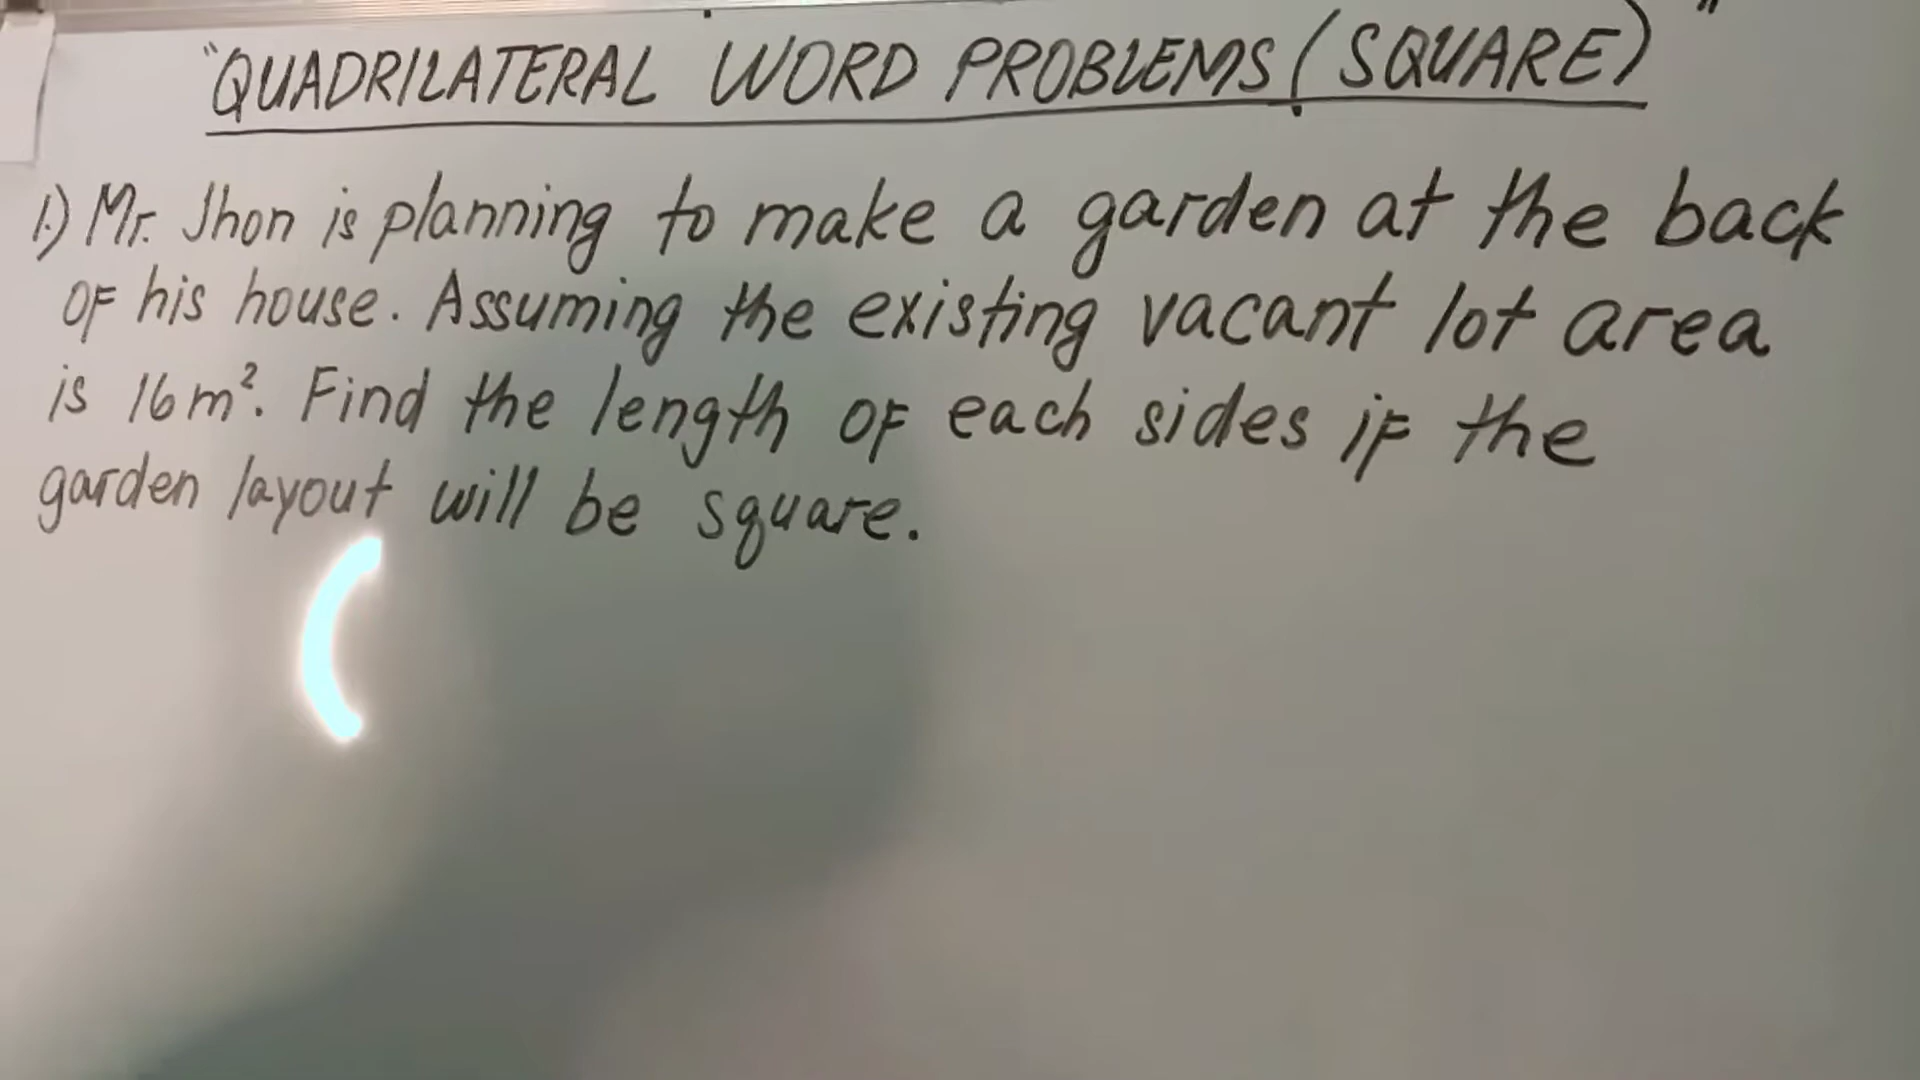 "QUADRILATERAL WORD PROBLEMS (SQUARE)"
1.) Mr. Jhon is planning to make a garden at the back
OF his house. Assuming the existing vacant lot area
is 16m². Find the length OF each sides iF the
garden layout will be square.